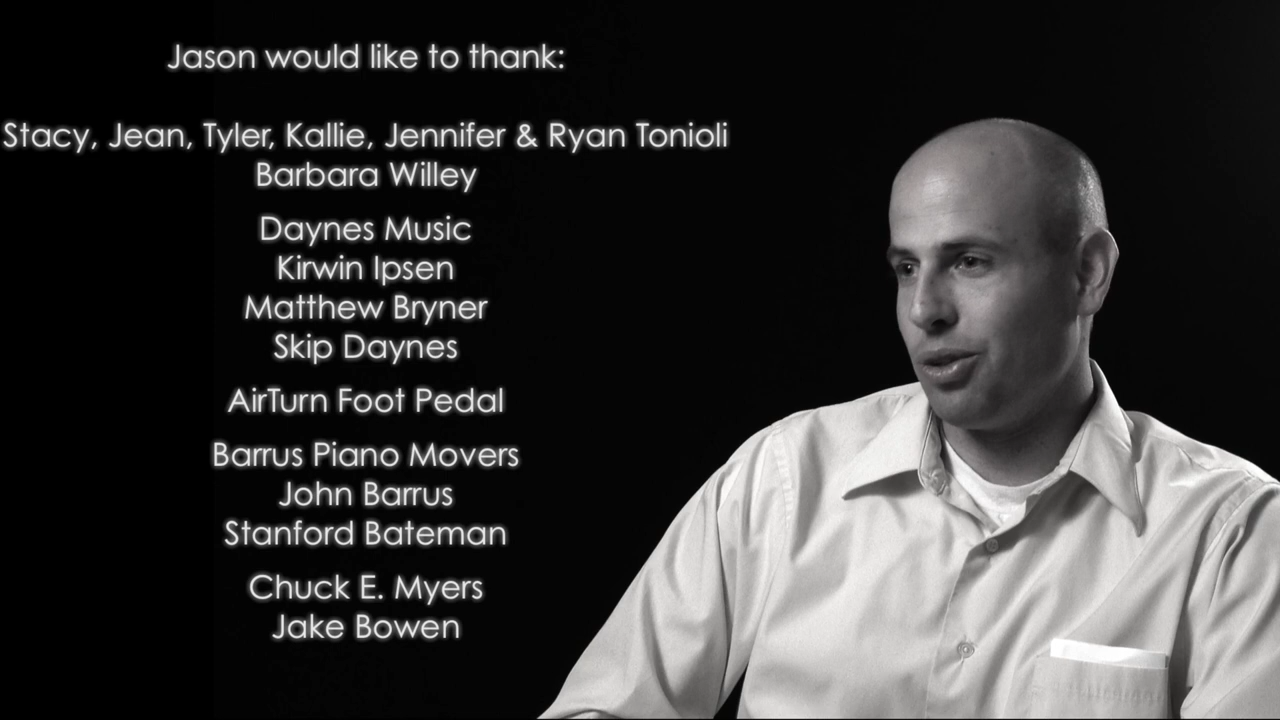 Jason would like to thank:
Stacy, Jean, Tyler, Kallie, Jennifer & Ryan Tonioli
Barbara Willey
Daynes Music
Kirwin Ipsen
Matthew Bryner
Skip Daynes
AirTurn Foot Pedal
Barrus Piano Movers
John Barrus
Stanford Bateman
Chuck E. Myers
Jake Bowen